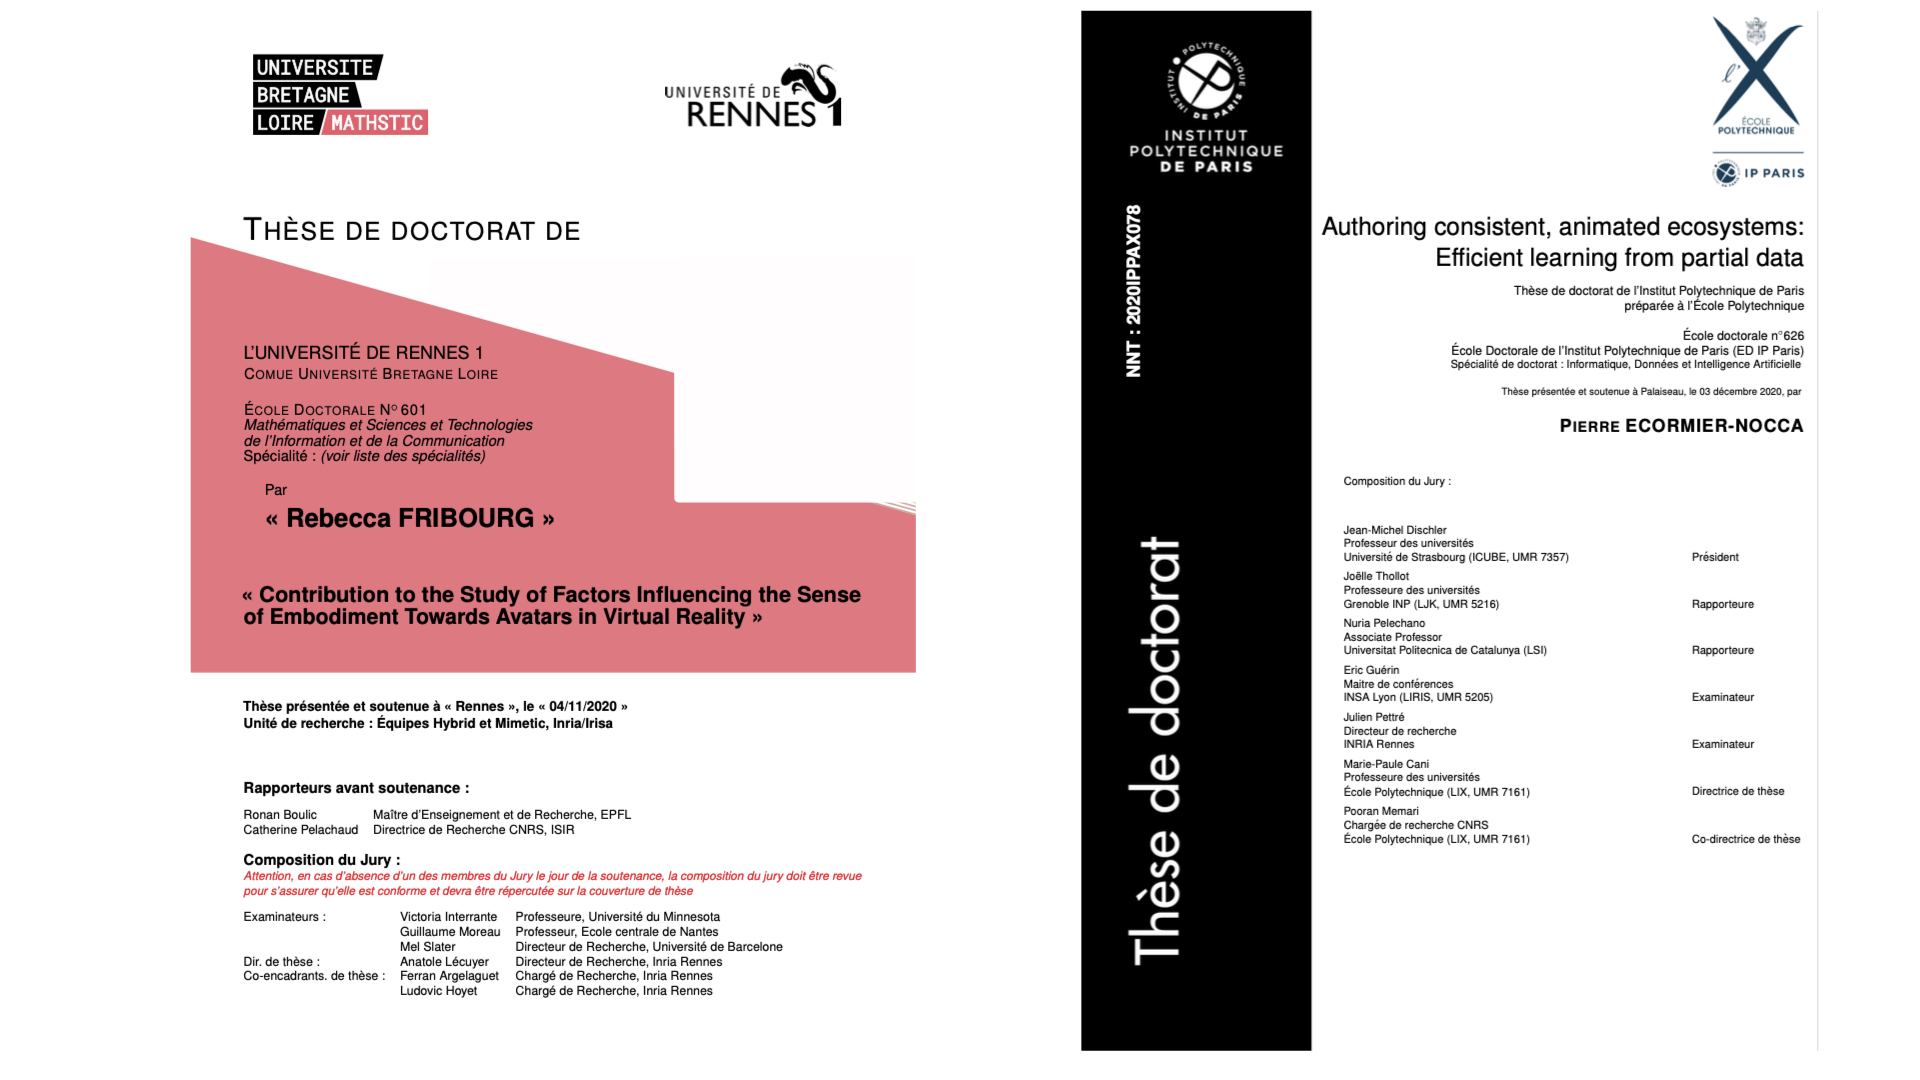 UNIVERSITE
BRETAGNE
LOIRE / MATHSTIC
UNIVERSITÉ DE
RENNES 1
THÈSE DE DOCTORAT DE
L'UNIVERSITÉ DE RENNES 1
COMUE UNIVERSITÉ BRETAGNE LOIRE
ÉCOLE DOCTORALE N° 601
Mathématiques et Sciences et Technologies
de l'Information et de la Communication
Spécialité : (voir liste des spécialités)
Par
« Rebecca FRIBOURG »
« Contribution to the Study of Factors Influencing the Sense
of Embodiment Towards Avatars in Virtual Reality »
Thèse présentée et soutenue à « Rennes », le « 04/11/2020 »
Unité de recherche : Équipes Hybrid et Mimetic, Inria/Irisa
Rapporteurs avant soutenance :
Ronan Boulic Maître d'Enseignement et de Recherche, EPFL
Catherine Pelachaud Directrice de Recherche CNRS, ISIR
Composition du Jury :
Attention, en cas d'absence d'un des membres du Jury le jour de la soutenance, la composition du jury doit être revue
pour s'assurer qu'elle est conforme et devra être répercutée sur la couverture de thèse
Examinateurs : Victoria Interrante Professeure, Université du Minnesota
Guillaume Moreau Professeur, Ecole centrale de Nantes
Mel Slater Directeur de Recherche, Université de Barcelone
Dir. de thèse : Anatole Lécuyer Directeur de Recherche, Inria Rennes
Co-encadrants. de thèse : Ferran Argelaguet Chargé de Recherche, Inria Rennes
Ludovic Hoyet Chargé de Recherche, Inria Rennes
INSTITUT POLYTECHNIQUE DE PARIS
INSTITUT
POLYTECHNIQUE
DE PARIS
NNT : 2020IPPAX078
Thèse de doctorat
l'X
ÉCOLE
POLYTECHNIQUE
IP PARIS
Authoring consistent, animated ecosystems:
Efficient learning from partial data
Thèse de doctorat de l'Institut Polytechnique de Paris
préparée à l'École Polytechnique
École doctorale n°626
École Doctorale de l'Institut Polytechnique de Paris (ED IP Paris)
Spécialité de doctorat : Informatique, Données et Intelligence Artificielle
Thèse présentée et soutenue à Palaiseau, le 03 décembre 2020, par
PIERRE ECORMIER-NOCCA
Composition du Jury :
Jean-Michel Dischler
Professeur des universités
Université de Strasbourg (ICUBE, UMR 7357) Président
Joëlle Thollot
Professeure des universités
Grenoble INP (LJK, UMR 5216) Rapporteure
Nuria Pelechano
Associate Professor
Universitat Politecnica de Catalunya (LSI) Rapporteure
Eric Guérin
Maitre de conférences
INSA Lyon (LIRIS, UMR 5205) Examinateur
Julien Pettré
Directeur de recherche
INRIA Rennes Examinateur
Marie-Paule Cani
Professeure des universités
École Polytechnique (LIX, UMR 7161) Directrice de thèse
Pooran Memari
Chargée de recherche CNRS
École Polytechnique (LIX, UMR 7161) Co-directrice de thèse